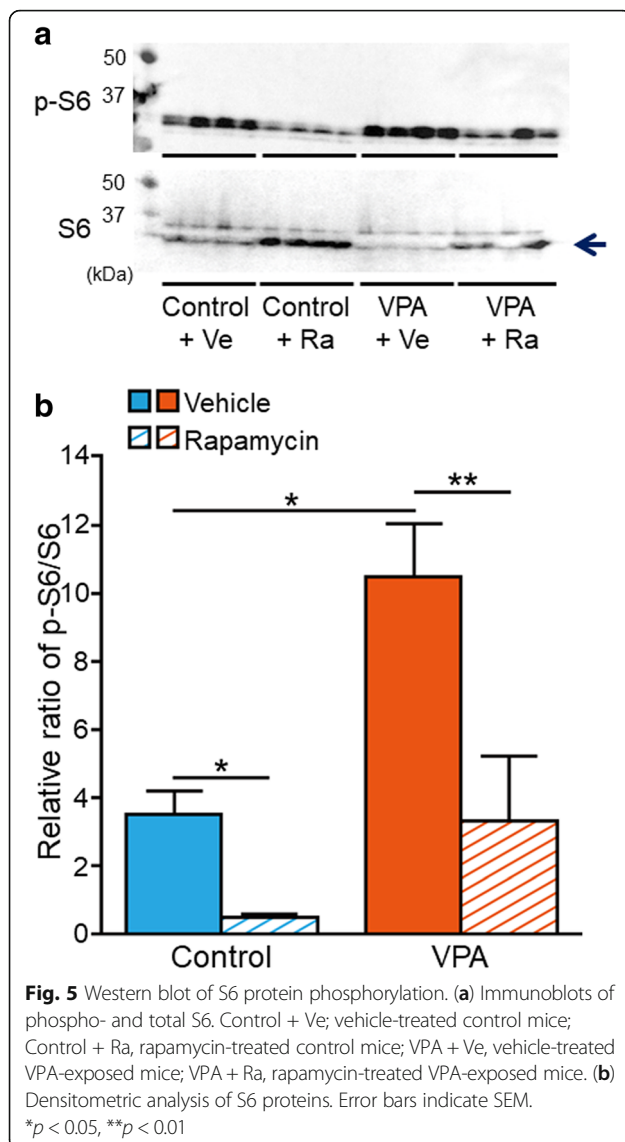 a
50
37
p-S6
50
37
S6
(kDa)
Control + Ve
Control + Ra
VPA + Ve
VPA + Ra
b
Vehicle
Rapamycin
14
12
10
8
6
4
2
0
Relative ratio of p-S6/S6
*
**
*
Control
VPA
Fig. 5 Western blot of S6 protein phosphorylation. (a) Immunoblots of
phospho- and total S6. Control + Ve; vehicle-treated control mice;
Control + Ra, rapamycin-treated control mice; VPA + Ve, vehicle-treated
VPA-exposed mice; VPA + Ra, rapamycin-treated VPA-exposed mice. (b)
Densitometric analysis of S6 proteins. Error bars indicate SEM.
*p < 0.05, **p < 0.01